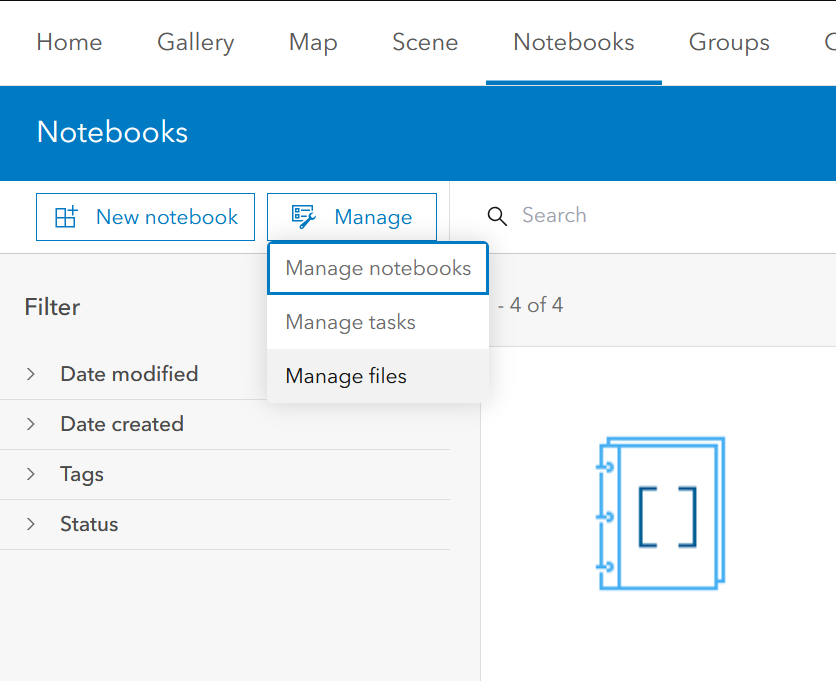 Home Gallery Map Scene Notebooks Groups
Notebooks
New notebook Manage Search
Manage notebooks
Manage tasks
Manage files
Filter
- 4 of 4
Date modified
Date created
Tags
Status